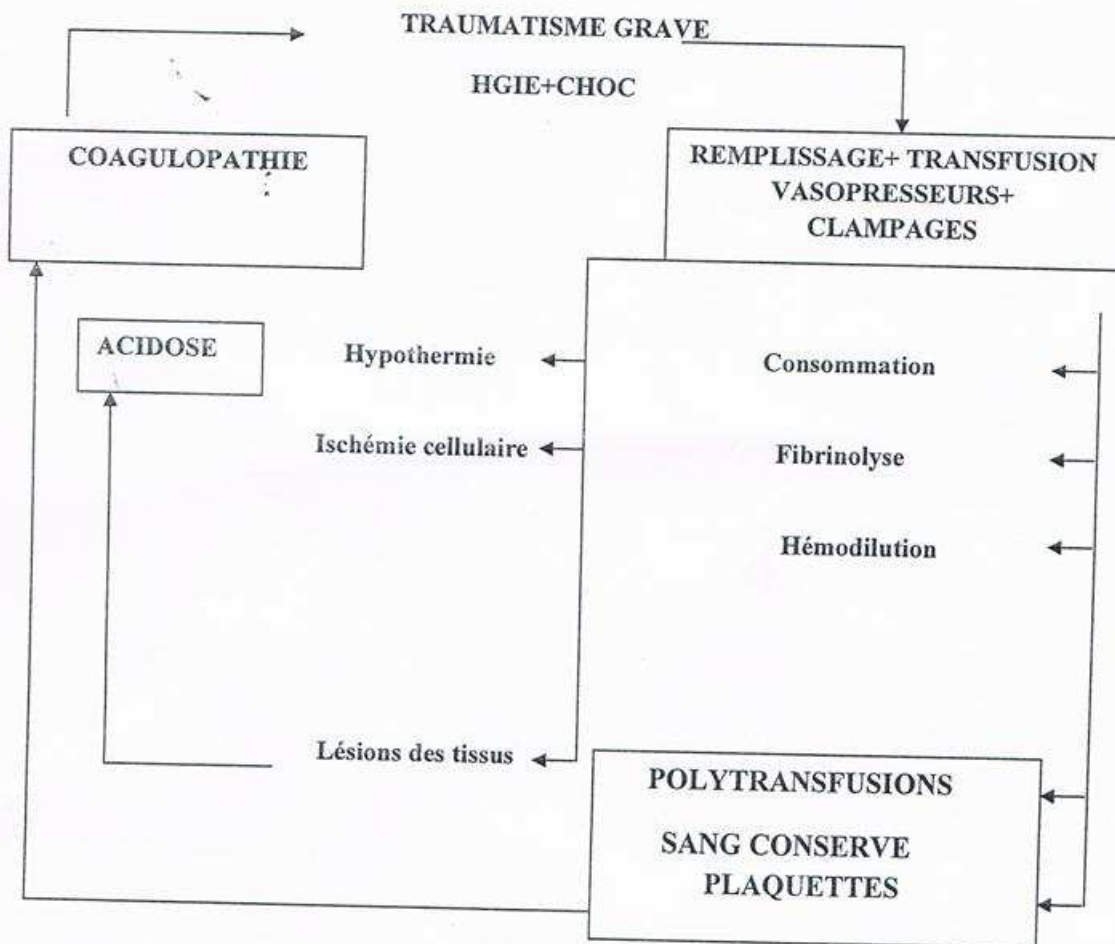 TRAUMATISME GRAVE
HGIE+CHOC
COAGULOPATHIE
REMPLISSAGE+ TRANSFUSION
VASOPRESSEURS+
CLAMPAGES
ACIDOSE
Hypothermie
Consommation
Ischémie cellulaire
Fibrinolyse
Hémodilution
Lésions des tissus
POLYTRANSFUSIONS
SANG CONSERVE
PLAQUETTES